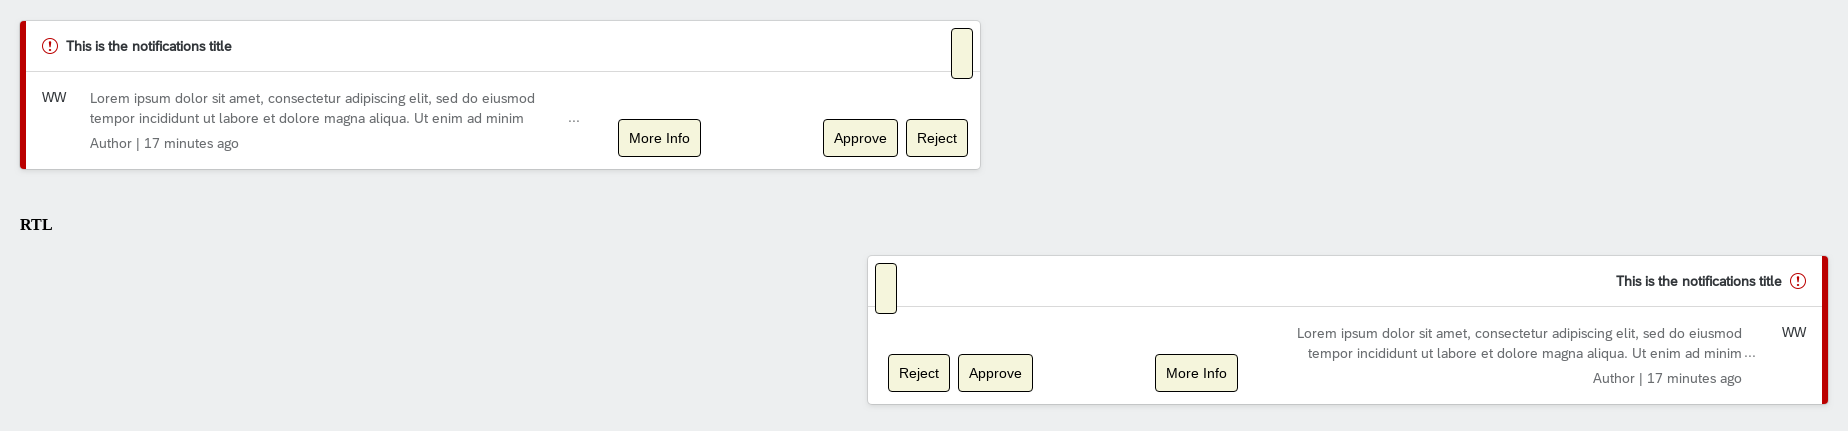 This is the notifications title
WW
Lorem ipsum dolor sit amet, consectetur adipiscing elit, sed do eiusmod
tempor incididunt ut labore et dolore magna aliqua. Ut enim ad minim ...
Author | 17 minutes ago
More Info
Approve
Reject
RTL
This is the notifications title
WW
Lorem ipsum dolor sit amet, consectetur adipiscing elit, sed do eiusmod
tempor incididunt ut labore et dolore magna aliqua. Ut enim ad minim ...
Author | 17 minutes ago
More Info
Approve
Reject